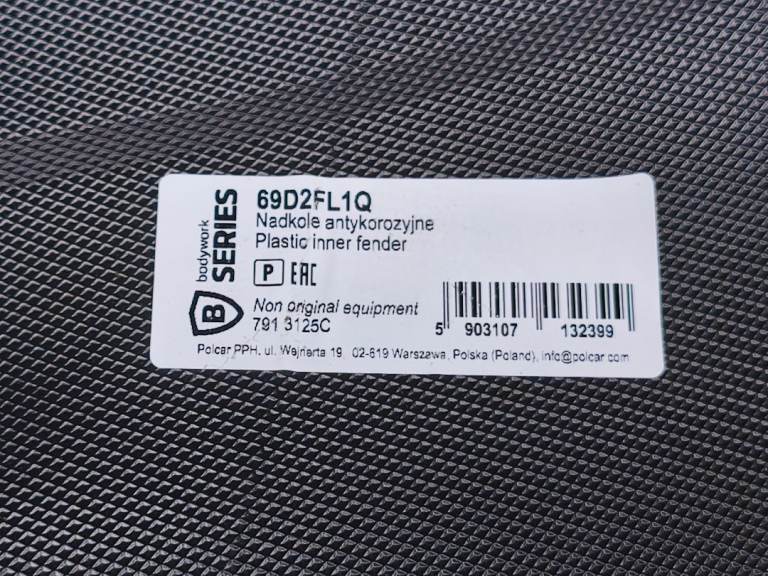 bodywork
SERIES
B
69D2FL1Q
Nadkole antykorozyjne
Plastic inner fender
P EAC
Non original equipment
791 3125C
5 903107 132399
Polcar PPH. ul. Wejnerta 19, 02-619 Warszawa, Polska (Poland), info@polcar.com